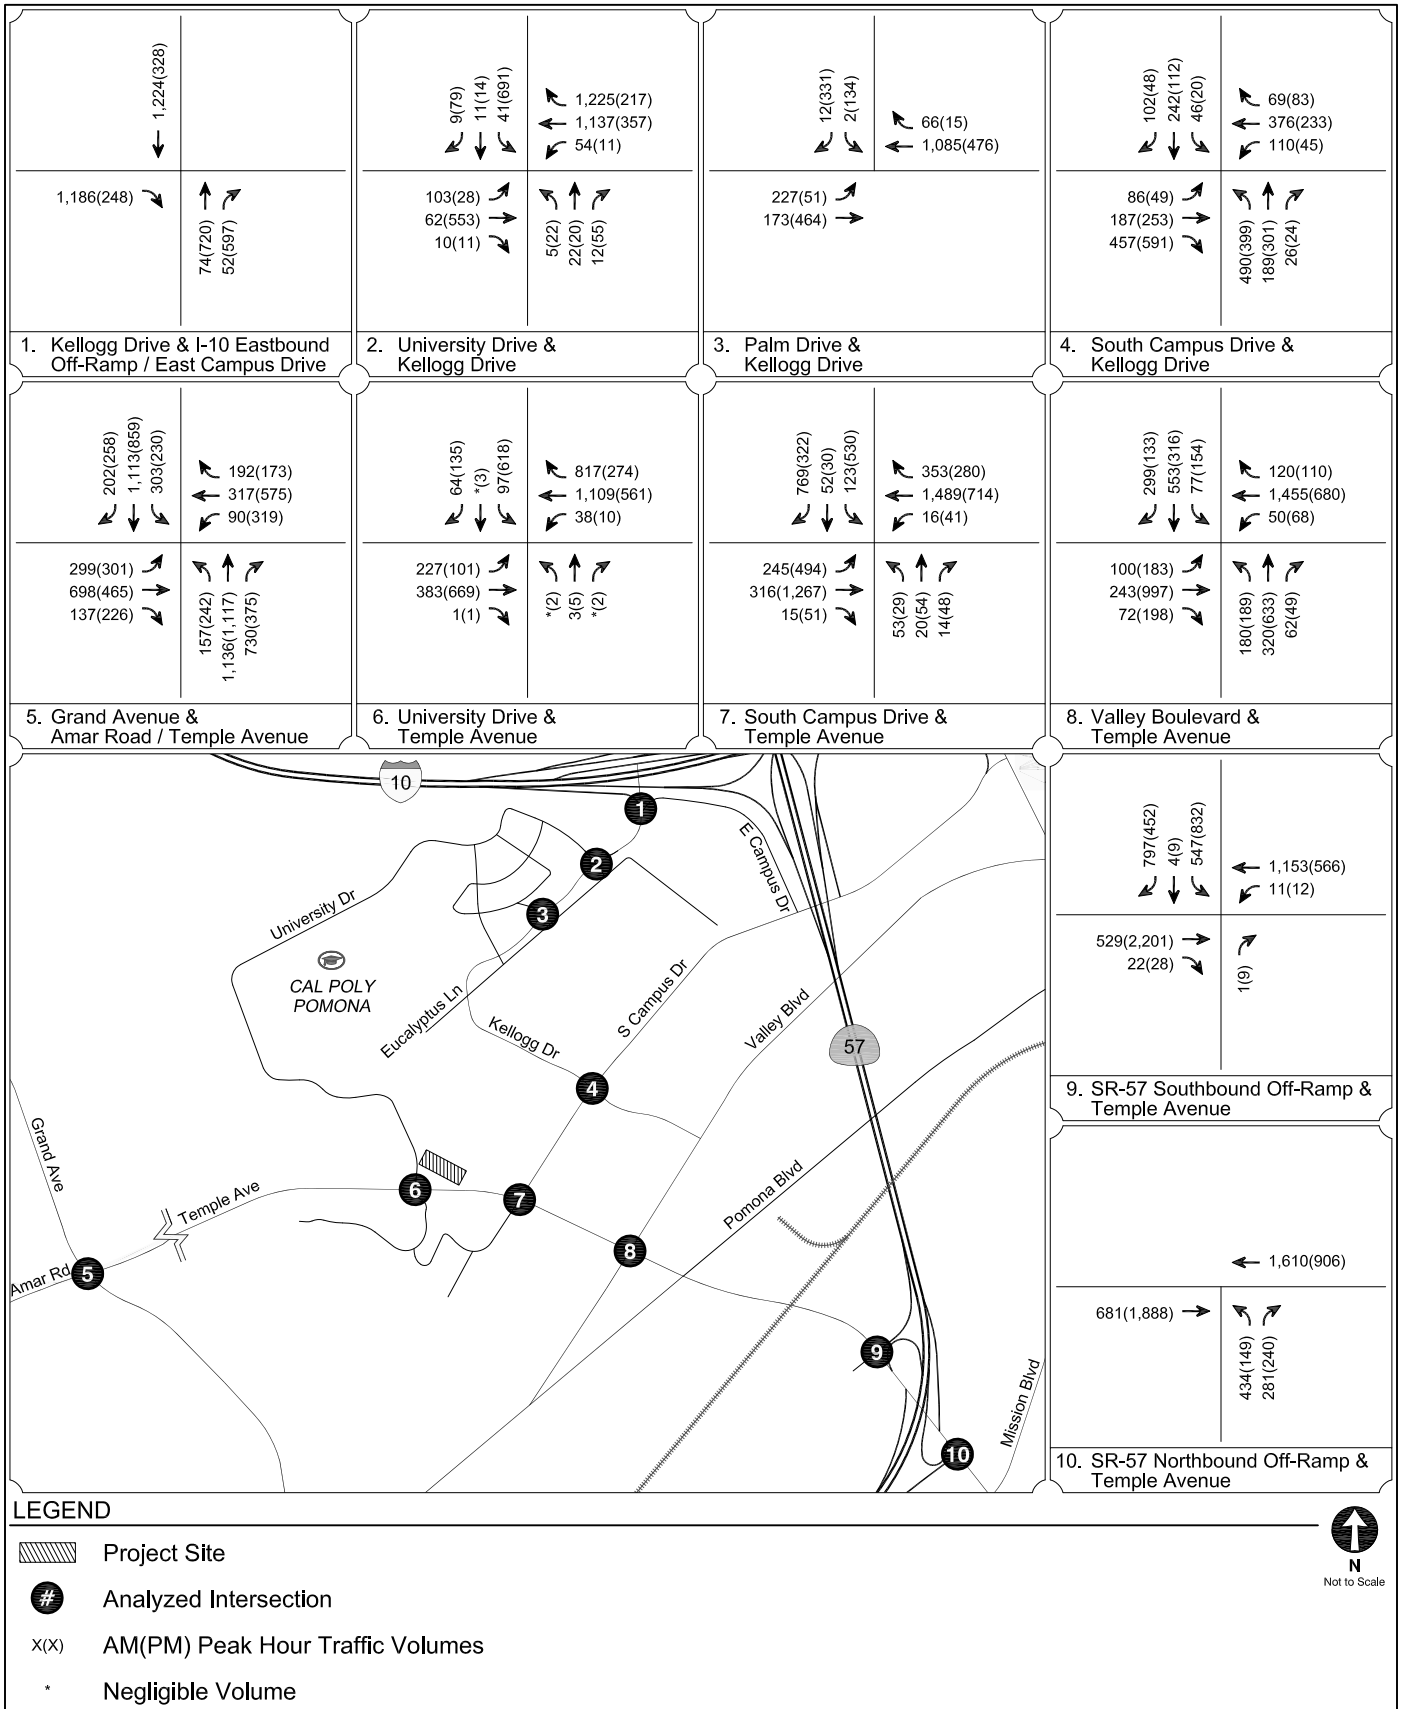 1,224(328)
1,186(248)
74(720)
52(597)
1. Kellogg Drive & I-10 Eastbound
Off-Ramp / East Campus Drive
9(79)
11(14)
41(691)
1,225(217)
1,137(357)
54(11)
103(28)
62(553)
10(11)
5(22)
22(20)
12(55)
2. University Drive &
Kellogg Drive
12(331)
2(134)
66(15)
1,085(476)
227(51)
173(464)
3. Palm Drive &
Kellogg Drive
102(48)
242(112)
46(20)
69(83)
376(233)
110(45)
86(49)
187(253)
457(591)
490(399)
189(301)
26(24)
4. South Campus Drive &
Kellogg Drive
202(258)
1,113(859)
303(230)
192(173)
317(575)
90(319)
299(301)
698(465)
137(226)
157(242)
1,136(1,117)
730(375)
5. Grand Avenue &
Amar Road / Temple Avenue
64(135)
*(3)
97(618)
817(274)
1,109(561)
38(10)
227(101)
383(669)
1(1)
*(2)
3(5)
*(2)
6. University Drive &
Temple Avenue
769(322)
52(30)
123(530)
353(280)
1,489(714)
16(41)
245(494)
316(1,267)
15(51)
53(29)
20(54)
14(48)
7. South Campus Drive &
Temple Avenue
299(133)
553(316)
77(154)
120(110)
1,455(680)
50(68)
100(183)
243(997)
72(198)
180(189)
320(633)
62(49)
8. Valley Boulevard &
Temple Avenue
10
1
2
3
E Campus Dr
University Dr
CAL POLY
POMONA
Eucalyptus Ln
Kellogg Dr
S Campus Dr
Valley Blvd
57
4
Grand Ave
Temple Ave
6
7
Pomona Blvd
8
Amar Rd
5
9
Mission Blvd
10
797(452)
4(9)
547(832)
1,153(566)
11(12)
529(2,201)
22(28)
1(9)
9. SR-57 Southbound Off-Ramp &
Temple Avenue
1,610(906)
681(1,888)
434(149)
281(240)
10. SR-57 Northbound Off-Ramp &
Temple Avenue
LEGEND
Project Site
# Analyzed Intersection
X(X) AM(PM) Peak Hour Traffic Volumes
* Negligible Volume
N
Not to Scale